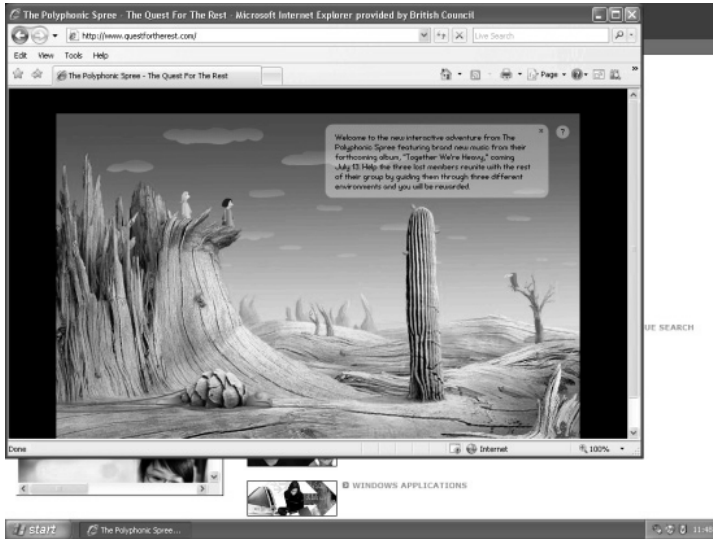 The Polyphonic Spree - The Quest For The Rest - Microsoft Internet Explorer provided by British Council
http://www.questfortherest.com/
Live Search
Edit View Tools Help
The Polyphonic Spree - The Quest For The Rest
Page
Welcome to the new interactive adventure from The
Polyphonic Spree featuring brand new music from their
forthcoming album, "Together We're Heavy," coming
July 13. Help the three lost members reunite with the rest
of their group by guiding them through three different
environments and you will be rewarded.
?
UE SEARCH
Done
Internet
100%
WINDOWS APPLICATIONS
start
The Polyphonic Spree...